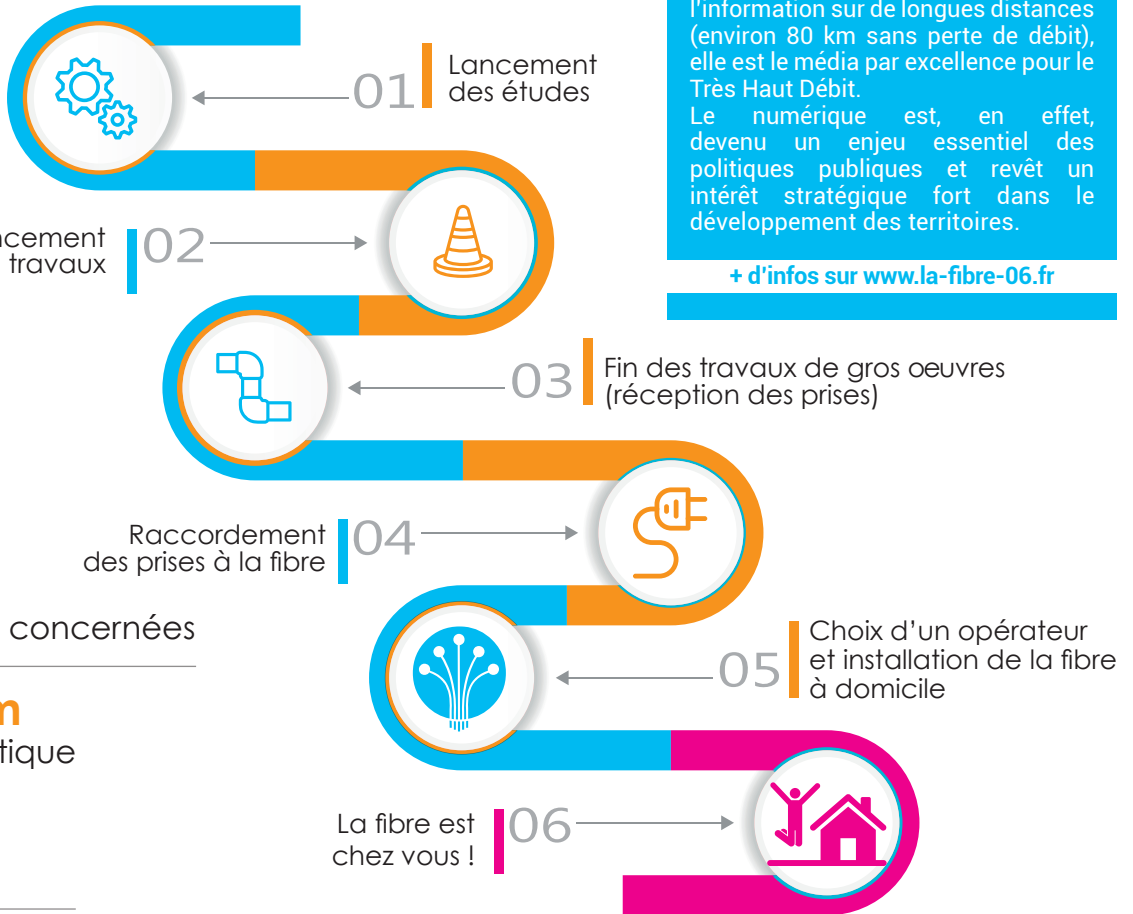 l'information sur de longues distances
(environ 80 km sans perte de débit),
elle est le média par excellence pour le
Très Haut Débit.
Le numérique est, en effet,
devenu un enjeu essentiel des
politiques publiques et revêt un
intérêt stratégique fort dans le
développement des territoires.
+ d'infos sur www.la-fibre-06.fr
01
Lancement
des études
02
travaux
03
Fin des travaux de gros oeuvres
(réception des prises)
04
Raccordement
des prises à la fibre
concernées
05
Choix d'un opérateur
et installation de la fibre
à domicile
06
La fibre est
chez vous !